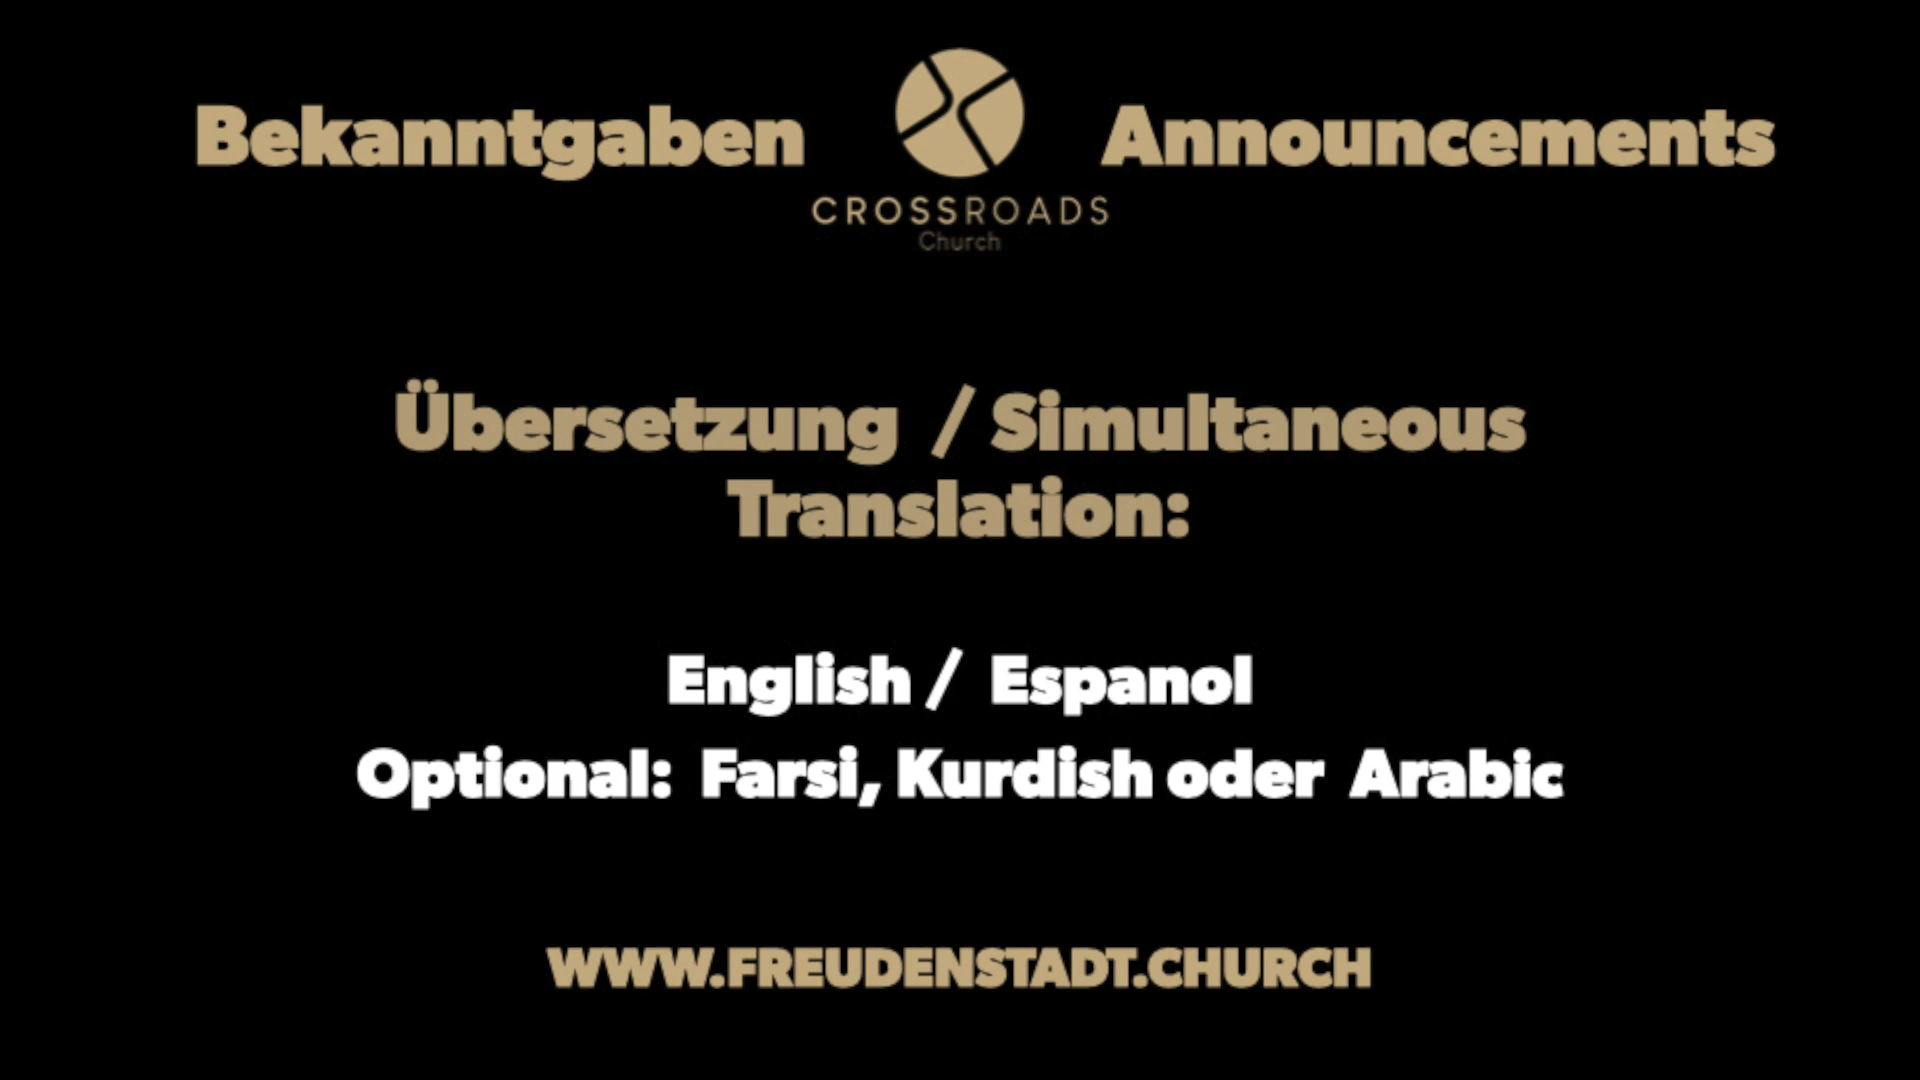 Bekanntgaben
Announcements
CROSSROADS
Church
Übersetzung / Simultaneous
Translation:
English / Espanol
Optional: Farsi, Kurdish oder Arabic
WWW.FREUDENSTADT.CHURCH